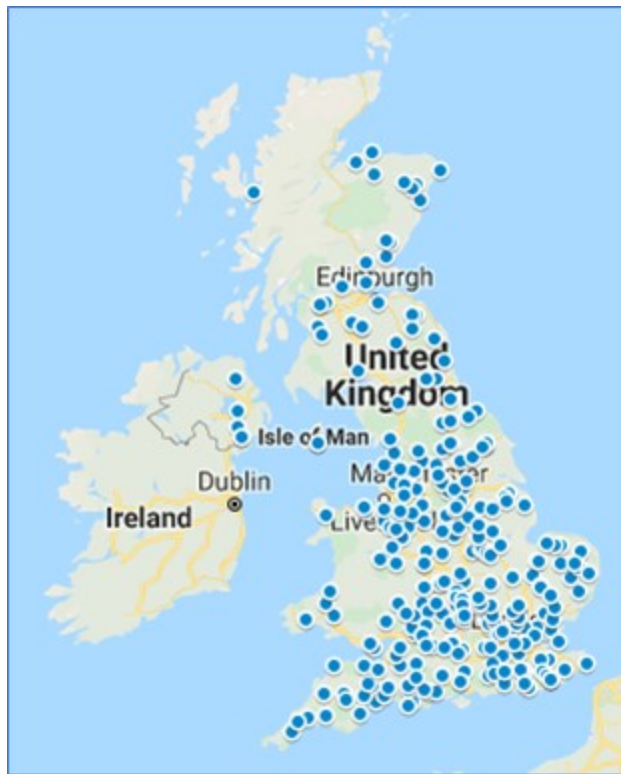 Edinburgh
United
Kingdom
Isle of Man
Dublin
Ireland